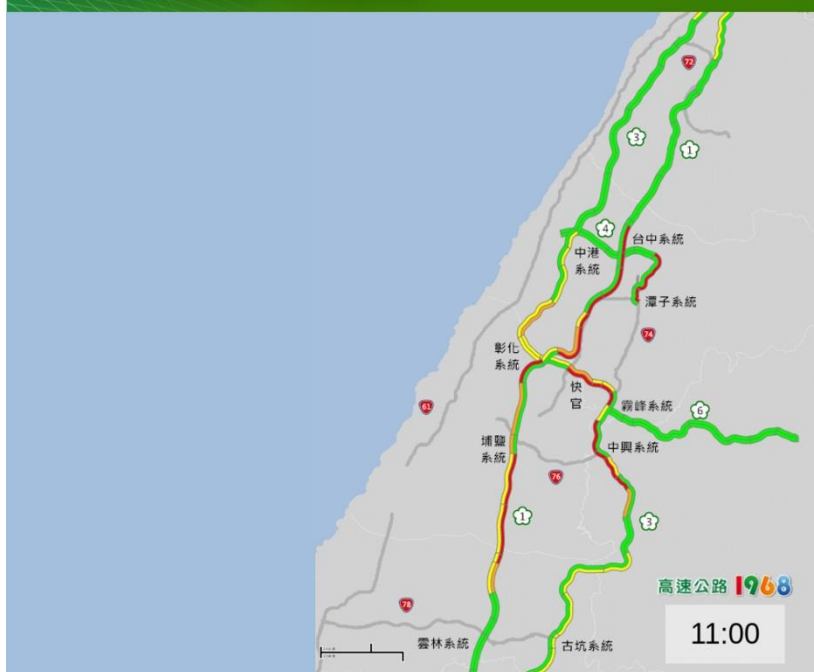 72
3
1
4
台中系統
中港
系統
潭子系統
74
彰化
系統
快
官
61
霧峰系統
6
埔鹽
系統
中興系統
76
1
3
高速公路 1968
78
雲林系統
古坑系統
11:00